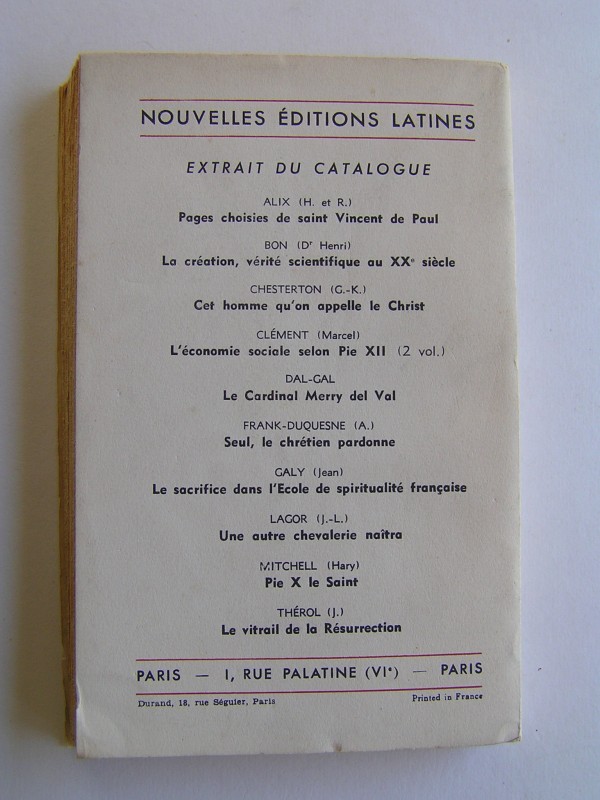 NOUVELLES ÉDITIONS LATINES
EXTRAIT DU CATALOGUE
ALIX (H. et R.)
Pages choisies de saint Vincent de Paul
BON (Dr Henri)
La création, vérité scientifique au XXe siècle
CHESTERTON (G.-K.)
Cet homme qu'on appelle le Christ
CLÉMENT (Marcel)
L'économie sociale selon Pie XII (2 vol.)
DAL-GAL
Le Cardinal Merry del Val
FRANK-DUQUESNE (A.)
Seul, le chrétien pardonne
GALY (Jean)
Le sacrifice dans l'Ecole de spiritualité française
LAGOR (J.-L.)
Une autre chevalerie naîtra
MITCHELL (Hary)
Pie X le Saint
THÉROL (J.)
Le vitrail de la Résurrection
PARIS — 1, RUE PALATINE (VIe) — PARIS
Durand, 18, rue Séguier, Paris Printed in France